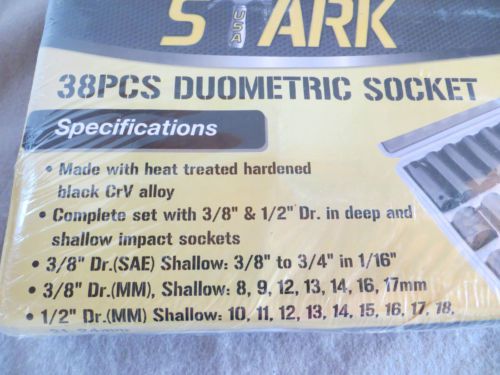 STARK
USA
38PCS DUOMETRIC SOCKET
Specifications
• Made with heat treated hardened
black CrV alloy
• Complete set with 3/8" & 1/2" Dr. in deep and
shallow impact sockets
• 3/8" Dr.(SAE) Shallow: 3/8" to 3/4" in 1/16"
• 3/8" Dr.(MM), Shallow: 8, 9, 12, 13, 14, 16, 17mm
• 1/2" Dr.(MM) Shallow: 10, 11, 12, 13, 14, 15, 16, 17, 18,